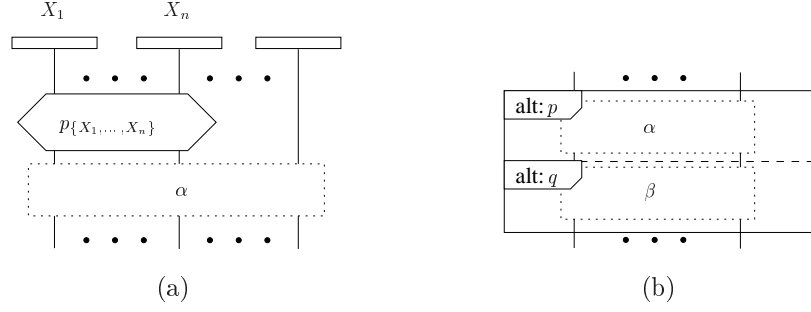 X₁ Xₙ
p{X₁,...,Xₙ}
α
(a)
alt: p
α
alt: q
β
(b)